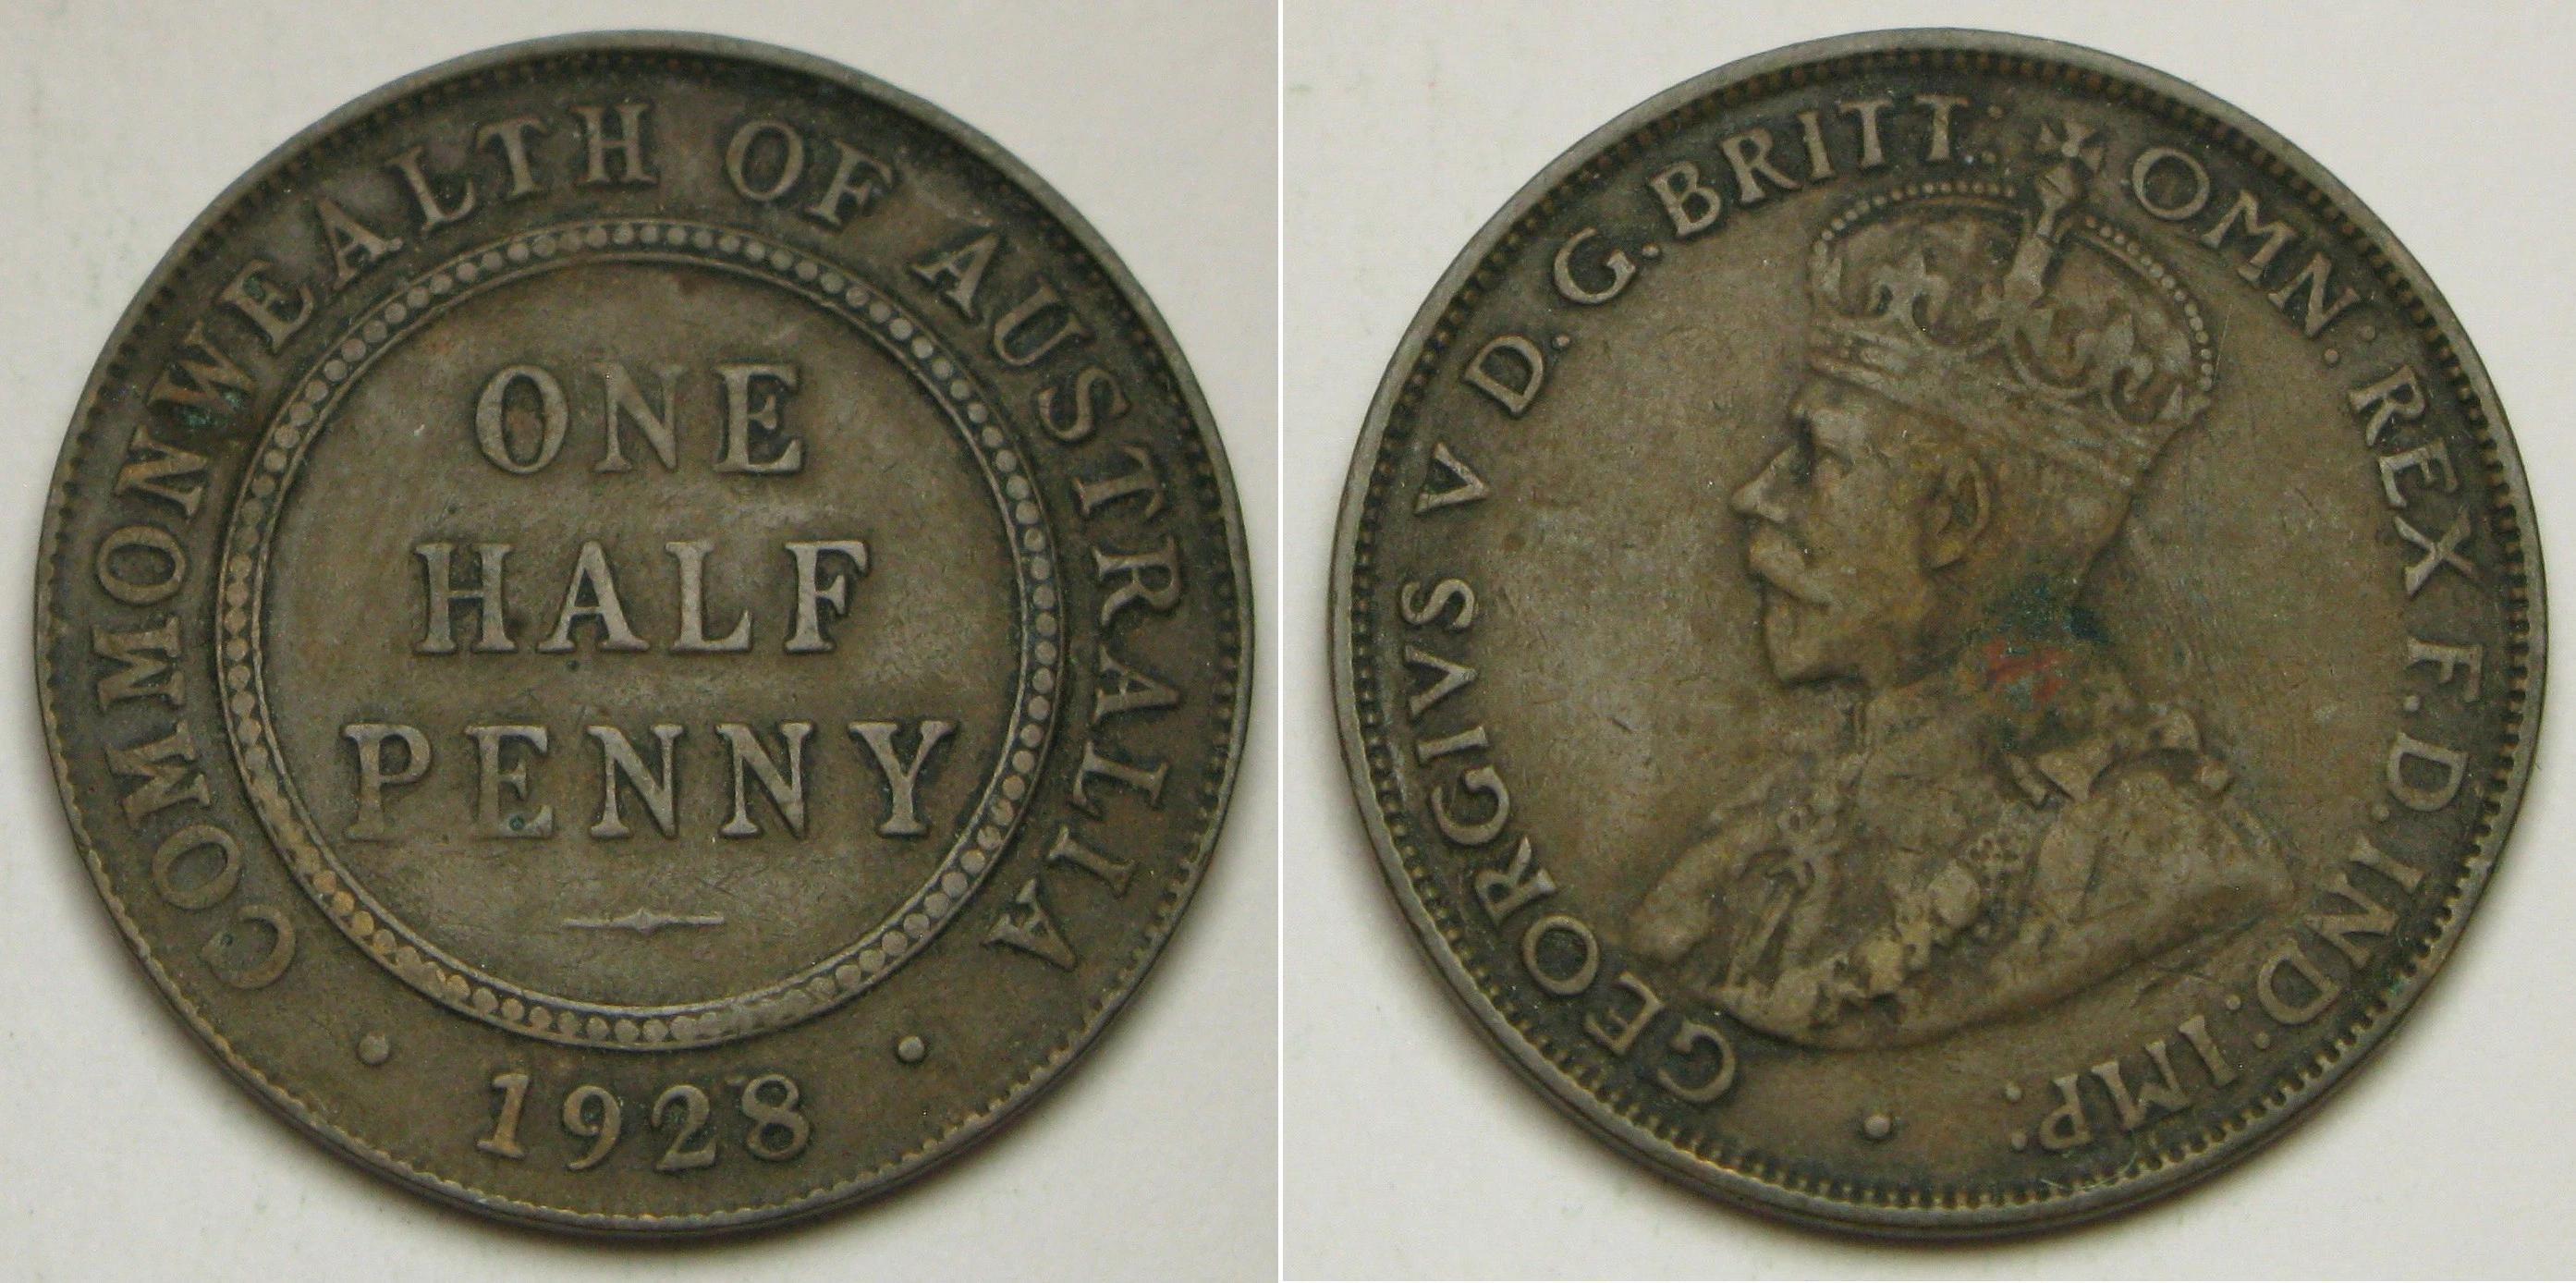 COMMONWEALTH OF AUSTRALIA
ONE
HALF
PENNY
· 1928 ·
GEORGIVS V D.G. BRITT: OMN: REX F.D. IND: IMP: ·